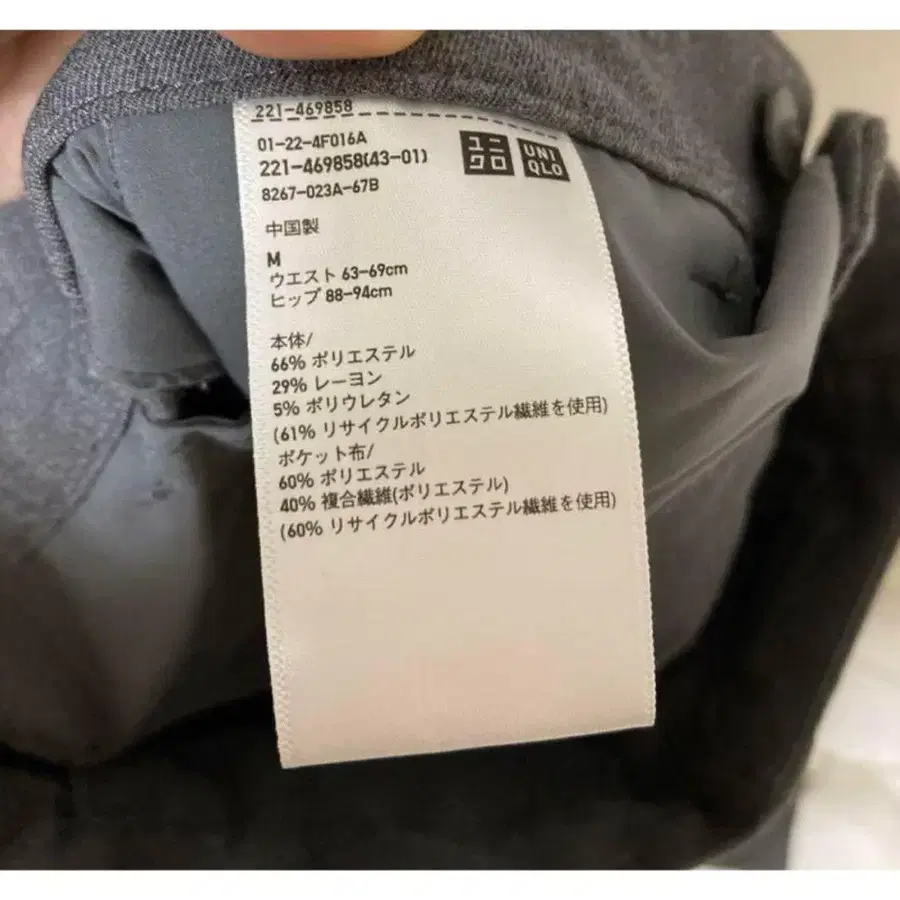 221-469858
01-22-4F016A
221-469858(43-01)
8267-023A-67B
ユニクロ
UNIQLO
中国製
M
ウエスト 63-69cm
ヒップ 88-94cm
本体/
66% ポリエステル
29% レーヨン
5% ポリウレタン
(61% リサイクルポリエステル繊維を使用)
ポケット布/
60% ポリエステル
40% 複合繊維(ポリエステル)
(60% リサイクルポリエステル繊維を使用)